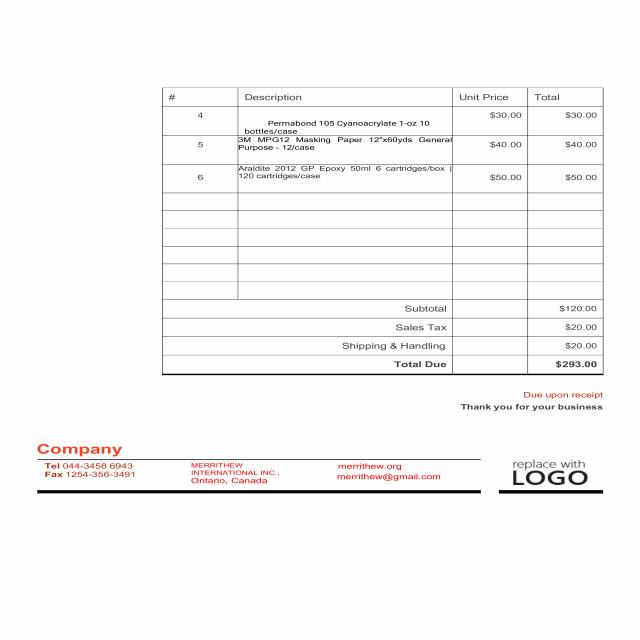 # Description Unit Price Total
4 Permabond 105 Cyanoacrylate 1-oz 10 $30.00 $30.00
bottles/case
5 3M MPG12 Masking Paper 12"x60yds General $40.00 $40.00
Purpose - 12/case
6 Araldite 2012 GP Epoxy 50ml 6 cartridges/box | $50.00 $50.00
120 cartridges/case
Subtotal $120.00
Sales Tax $20.00
Shipping & Handling $20.00
Total Due $293.00
Due upon receipt
Thank you for your business
Company
Tel 044-3458 6943
Fax 1254-356-3491
MERRITHEW
INTERNATIONAL INC.,
Ontario, Canada
merrithew.org
merrithew@gmail.com
replace with
LOGO